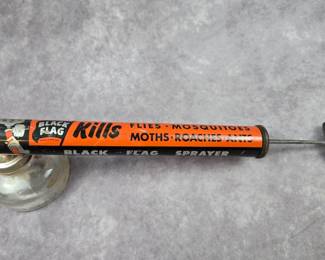 BLACK
FLAG
Kills
FLIES · MOSQUITOES
MOTHS · ROACHES · ANTS
BLACK FLAG SPRAYER